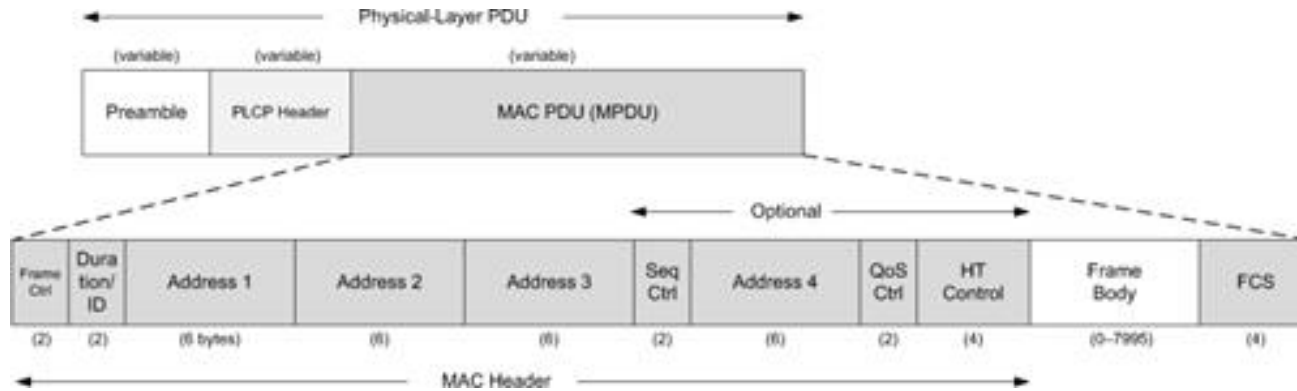 Physical-Layer PDU
(variable) (variable) (variable)
Preamble PLCP Header MAC PDU (MPDU)
Optional
Frame Ctrl
Dura tion/ ID
Address 1
Address 2
Address 3
Seq Ctrl
Address 4
QoS Ctrl
HT Control
Frame Body
FCS
(2) (2) (6 bytes) (6) (6) (2) (6) (2) (4) (0–7995) (4)
MAC Header